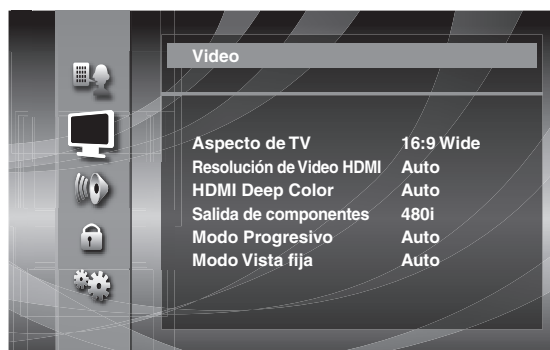 Video
Aspecto de TV 16:9 Wide
Resolución de Video HDMI Auto
HDMI Deep Color Auto
Salida de componentes 480i
Modo Progresivo Auto
Modo Vista fija Auto